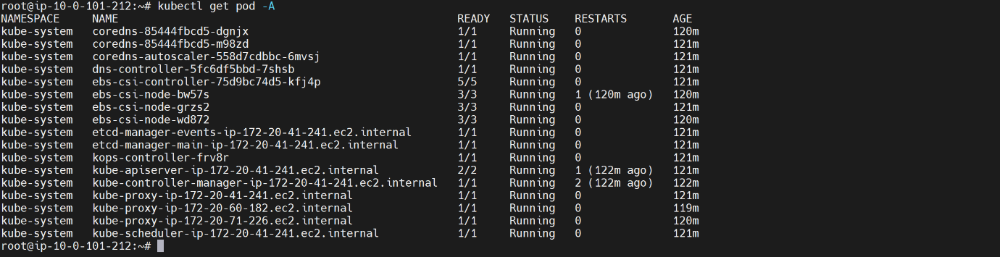 root@ip-10-0-101-212:~# kubectl get pod -A
NAMESPACE NAME READY STATUS RESTARTS AGE
kube-system coredns-85444fbcd5-dgnjx 1/1 Running 0 120m
kube-system coredns-85444fbcd5-m98zd 1/1 Running 0 121m
kube-system coredns-autoscaler-558d7cdbbc-6mvsj 1/1 Running 0 121m
kube-system dns-controller-5fc6df5bbd-7shsb 1/1 Running 0 121m
kube-system ebs-csi-controller-75d9bc74d5-kfj4p 5/5 Running 0 121m
kube-system ebs-csi-node-bw57s 3/3 Running 1 (120m ago) 120m
kube-system ebs-csi-node-grzs2 3/3 Running 0 121m
kube-system ebs-csi-node-wd872 3/3 Running 0 120m
kube-system etcd-manager-events-ip-172-20-41-241.ec2.internal 1/1 Running 0 121m
kube-system etcd-manager-main-ip-172-20-41-241.ec2.internal 1/1 Running 0 121m
kube-system kops-controller-frv8r 1/1 Running 0 121m
kube-system kube-apiserver-ip-172-20-41-241.ec2.internal 2/2 Running 1 (122m ago) 121m
kube-system kube-controller-manager-ip-172-20-41-241.ec2.internal 1/1 Running 2 (122m ago) 122m
kube-system kube-proxy-ip-172-20-41-241.ec2.internal 1/1 Running 0 121m
kube-system kube-proxy-ip-172-20-60-182.ec2.internal 1/1 Running 0 119m
kube-system kube-proxy-ip-172-20-71-226.ec2.internal 1/1 Running 0 120m
kube-system kube-scheduler-ip-172-20-41-241.ec2.internal 1/1 Running 0 121m
root@ip-10-0-101-212:~#